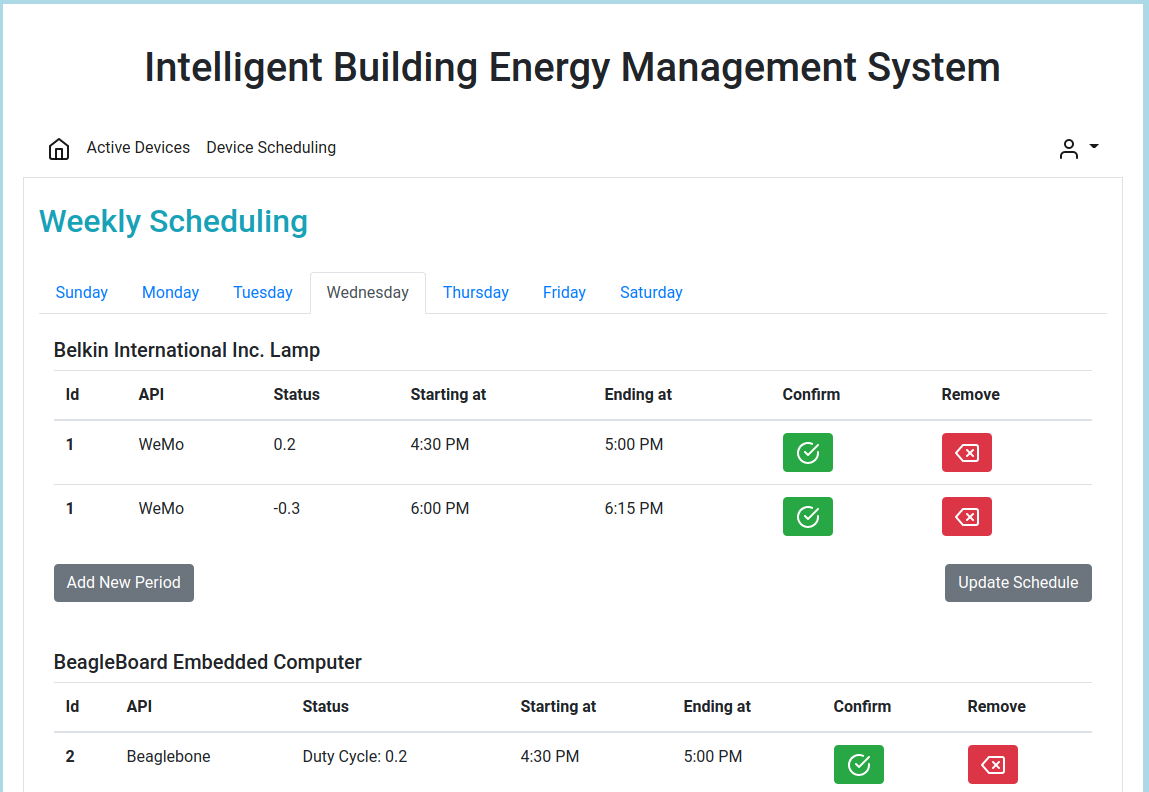 Intelligent Building Energy Management System
Active Devices Device Scheduling
Weekly Scheduling
Sunday Monday Tuesday Wednesday Thursday Friday Saturday
Belkin International Inc. Lamp
Id API Status Starting at Ending at Confirm Remove
1 WeMo 0.2 4:30 PM 5:00 PM
1 WeMo -0.3 6:00 PM 6:15 PM
Add New Period Update Schedule
BeagleBoard Embedded Computer
Id API Status Starting at Ending at Confirm Remove
2 Beaglebone Duty Cycle: 0.2 4:30 PM 5:00 PM